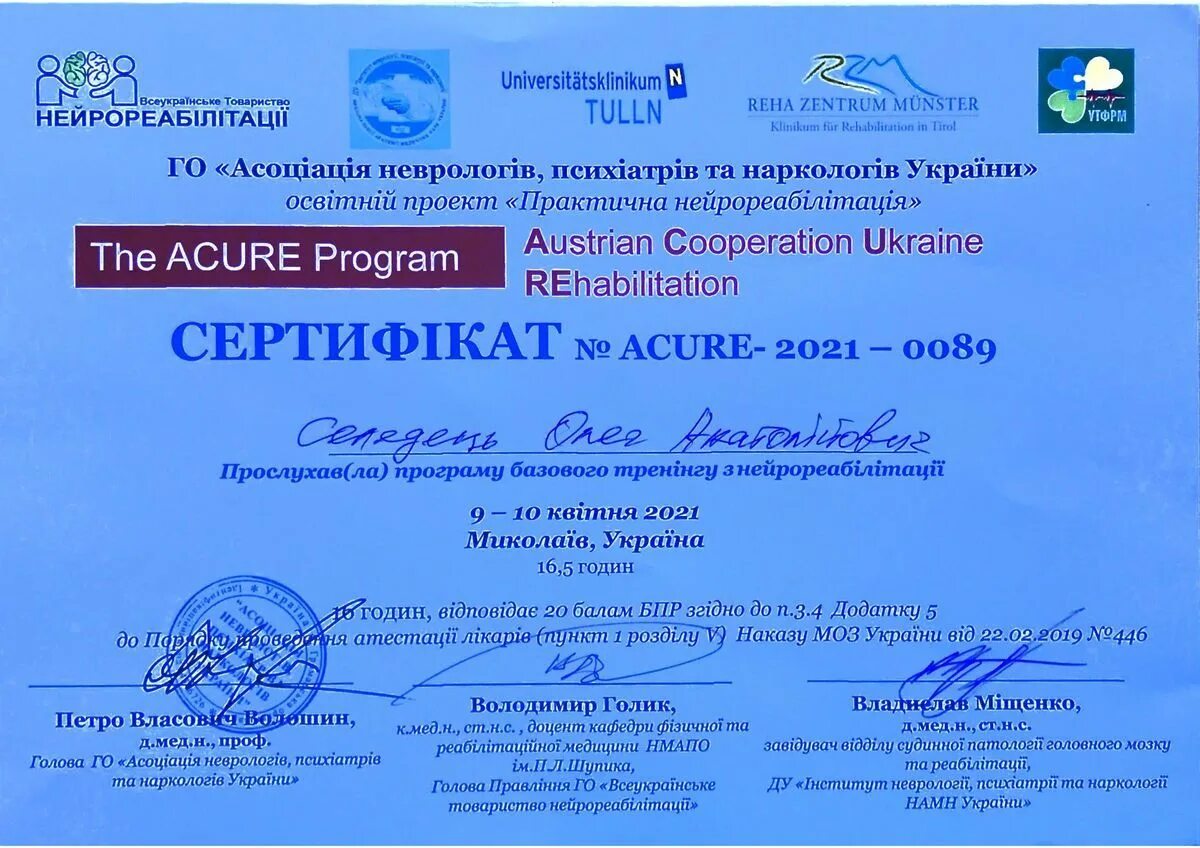 Всеукраїнське Товариство
НЕЙРОРЕАБІЛІТАЦІЇ
Universitätsklinikum N
TULLN
RZM
REHA ZENTRUM MÜNSTER
Klinikum für Rehabilitation in Tirol
УТФРМ
ГО «Асоціація неврологів, психіатрів та наркологів України»
освітній проект «Практична нейрореабілітація»
The ACURE Program
Austrian Cooperation Ukraine
REhabilitation
СЕРТИФІКАТ № ACURE- 2021 – 0089
Олег Анатолійович
Прослухав(ла) програму базового тренінгу з нейрореабілітації
9 – 10 квітня 2021
Миколаїв, Україна
16,5 годин
16 годин, відповідає 20 балам БПР згідно до п.3.4 Додатку 5
до Порядку проведення атестації лікарів (пункт 1 розділу V) Наказу МОЗ України від 22.02.2019 №446
Петро Власович Волошин,
д.мед.н., проф.
Голова ГО «Асоціація неврологів, психіатрів
та наркологів України»
Володимир Голик,
к.мед.н., ст.н.с. , доцент кафедри фізичної та
реабілітаційної медицини НМАПО
ім.П.Л.Шупика,
Голова Правління ГО «Всеукраїнське
товариство нейрореабілітації»
Владислав Міщенко,
д.мед.н., ст.н.с.
завідувач відділу судинної патології головного мозку
та реабілітації,
ДУ «Інститут неврології, психіатрії та наркології
НАМН України»